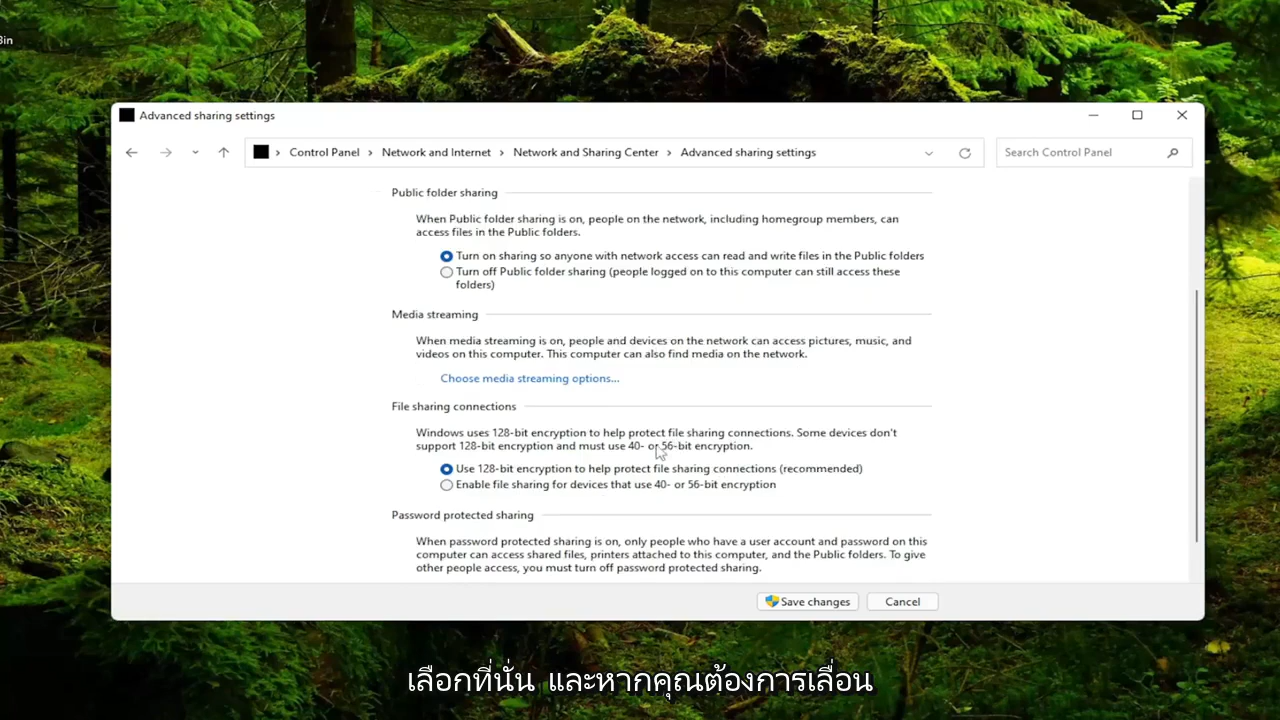 Bin
Advanced sharing settings
Control Panel > Network and Internet > Network and Sharing Center > Advanced sharing settings
Search Control Panel
Public folder sharing
When Public folder sharing is on, people on the network, including homegroup members, can
access files in the Public folders.
Turn on sharing so anyone with network access can read and write files in the Public folders
Turn off Public folder sharing (people logged on to this computer can still access these
folders)
Media streaming
When media streaming is on, people and devices on the network can access pictures, music, and
videos on this computer. This computer can also find media on the network.
Choose media streaming options...
File sharing connections
Windows uses 128-bit encryption to help protect file sharing connections. Some devices don't
support 128-bit encryption and must use 40- or 56-bit encryption.
Use 128-bit encryption to help protect file sharing connections (recommended)
Enable file sharing for devices that use 40- or 56-bit encryption
Password protected sharing
When password protected sharing is on, only people who have a user account and password on this
computer can access shared files, printers attached to this computer, and the Public folders. To give
other people access, you must turn off password protected sharing.
Save changes
Cancel
เลือกที่นั่น และหากคุณต้องการเลื่อน